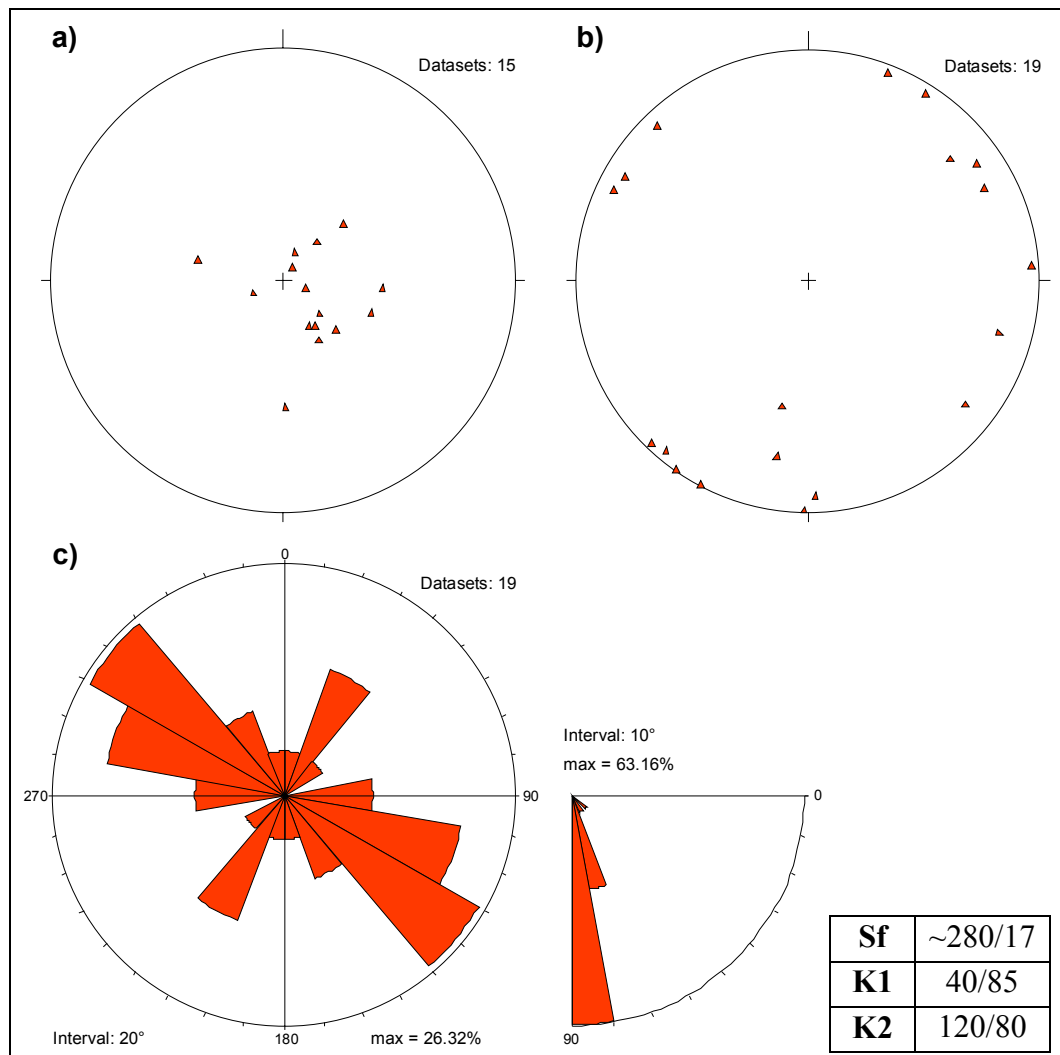 a)
Datasets: 15
b)
Datasets: 19
c)
0
Datasets: 19
270
90
180
Interval: 20°
max = 26.32%
Interval: 10°
max = 63.16%
0
90
Sf ~280/17
K1 40/85
K2 120/80